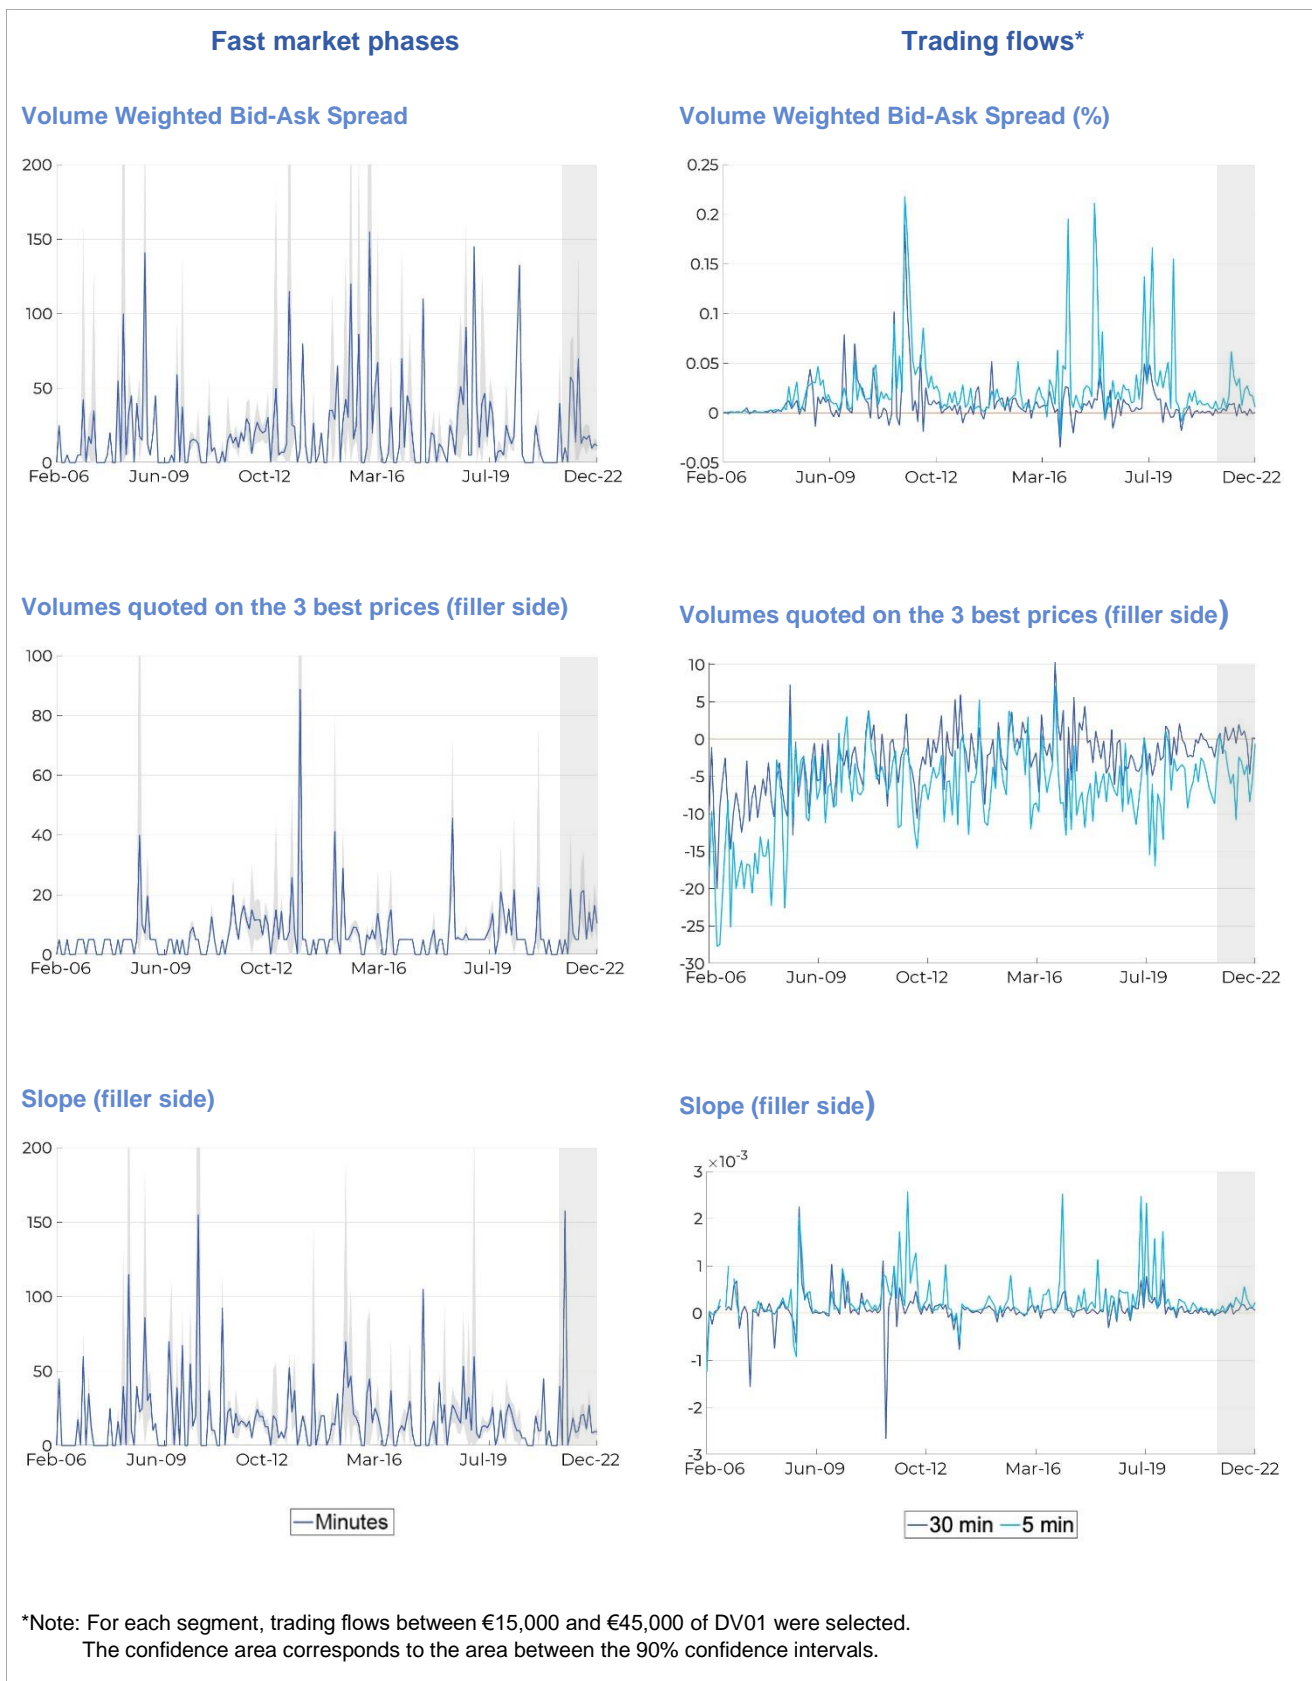 Fast market phases
Trading flows*
Volume Weighted Bid-Ask Spread
200
150
100
50
0
Feb-06 Jun-09 Oct-12 Mar-16 Jul-19 Dec-22
Volume Weighted Bid-Ask Spread (%)
0.25
0.2
0.15
0.1
0.05
0
-0.05
Feb-06 Jun-09 Oct-12 Mar-16 Jul-19 Dec-22
Volumes quoted on the 3 best prices (filler side)
100
80
60
40
20
0
Feb-06 Jun-09 Oct-12 Mar-16 Jul-19 Dec-22
Volumes quoted on the 3 best prices (filler side)
10
5
0
-5
-10
-15
-20
-25
-30
Feb-06 Jun-09 Oct-12 Mar-16 Jul-19 Dec-22
Slope (filler side)
200
150
100
50
0
Feb-06 Jun-09 Oct-12 Mar-16 Jul-19 Dec-22
Minutes
Slope (filler side)
×10-3
3
2
1
0
-1
-2
-3
Feb-06 Jun-09 Oct-12 Mar-16 Jul-19 Dec-22
30 min 5 min
*Note: For each segment, trading flows between €15,000 and €45,000 of DV01 were selected.
The confidence area corresponds to the area between the 90% confidence intervals.